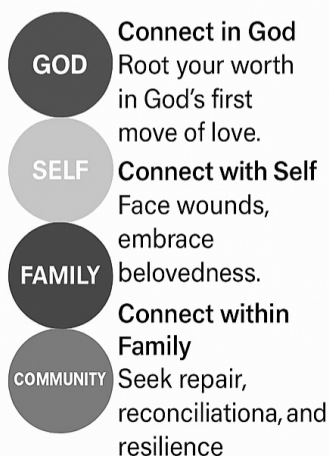 GOD
Connect in God
Root your worth
in God's first
move of love.
SELF
Connect with Self
Face wounds,
embrace
belovedness.
FAMILY
Connect within
Family
COMMUNITY
Seek repair,
reconciliationa, and
resilience